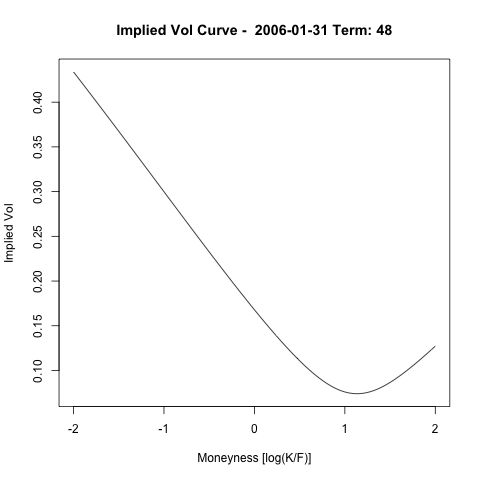 Implied Vol Curve -  2006-01-31 Term: 48
Implied Vol
0.40
0.35
0.30
0.25
0.20
0.15
0.10
-2 -1 0 1 2
Moneyness [log(K/F)]